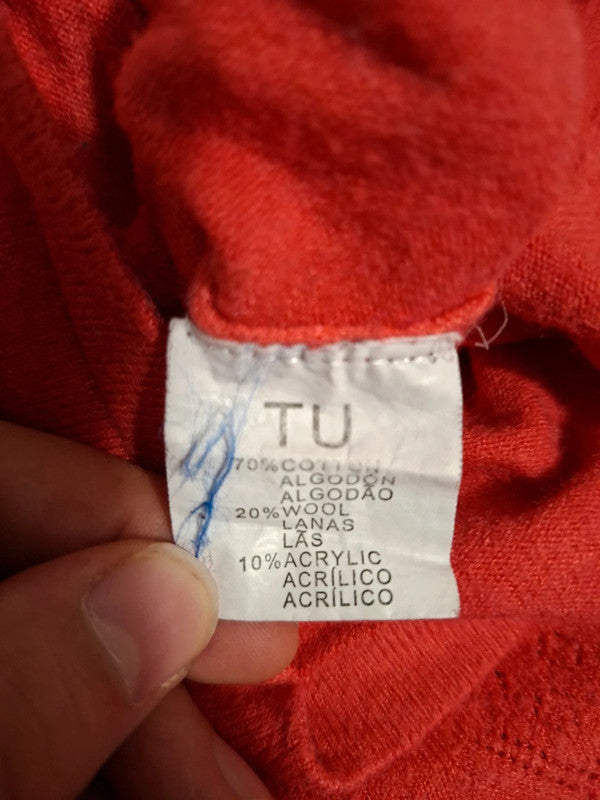 TU
70%COTTON
ALGODÓN
ALGODÃO
20%WOOL
LANAS
LÃS
10%ACRYLIC
ACRÍLICO
ACRÍLICO